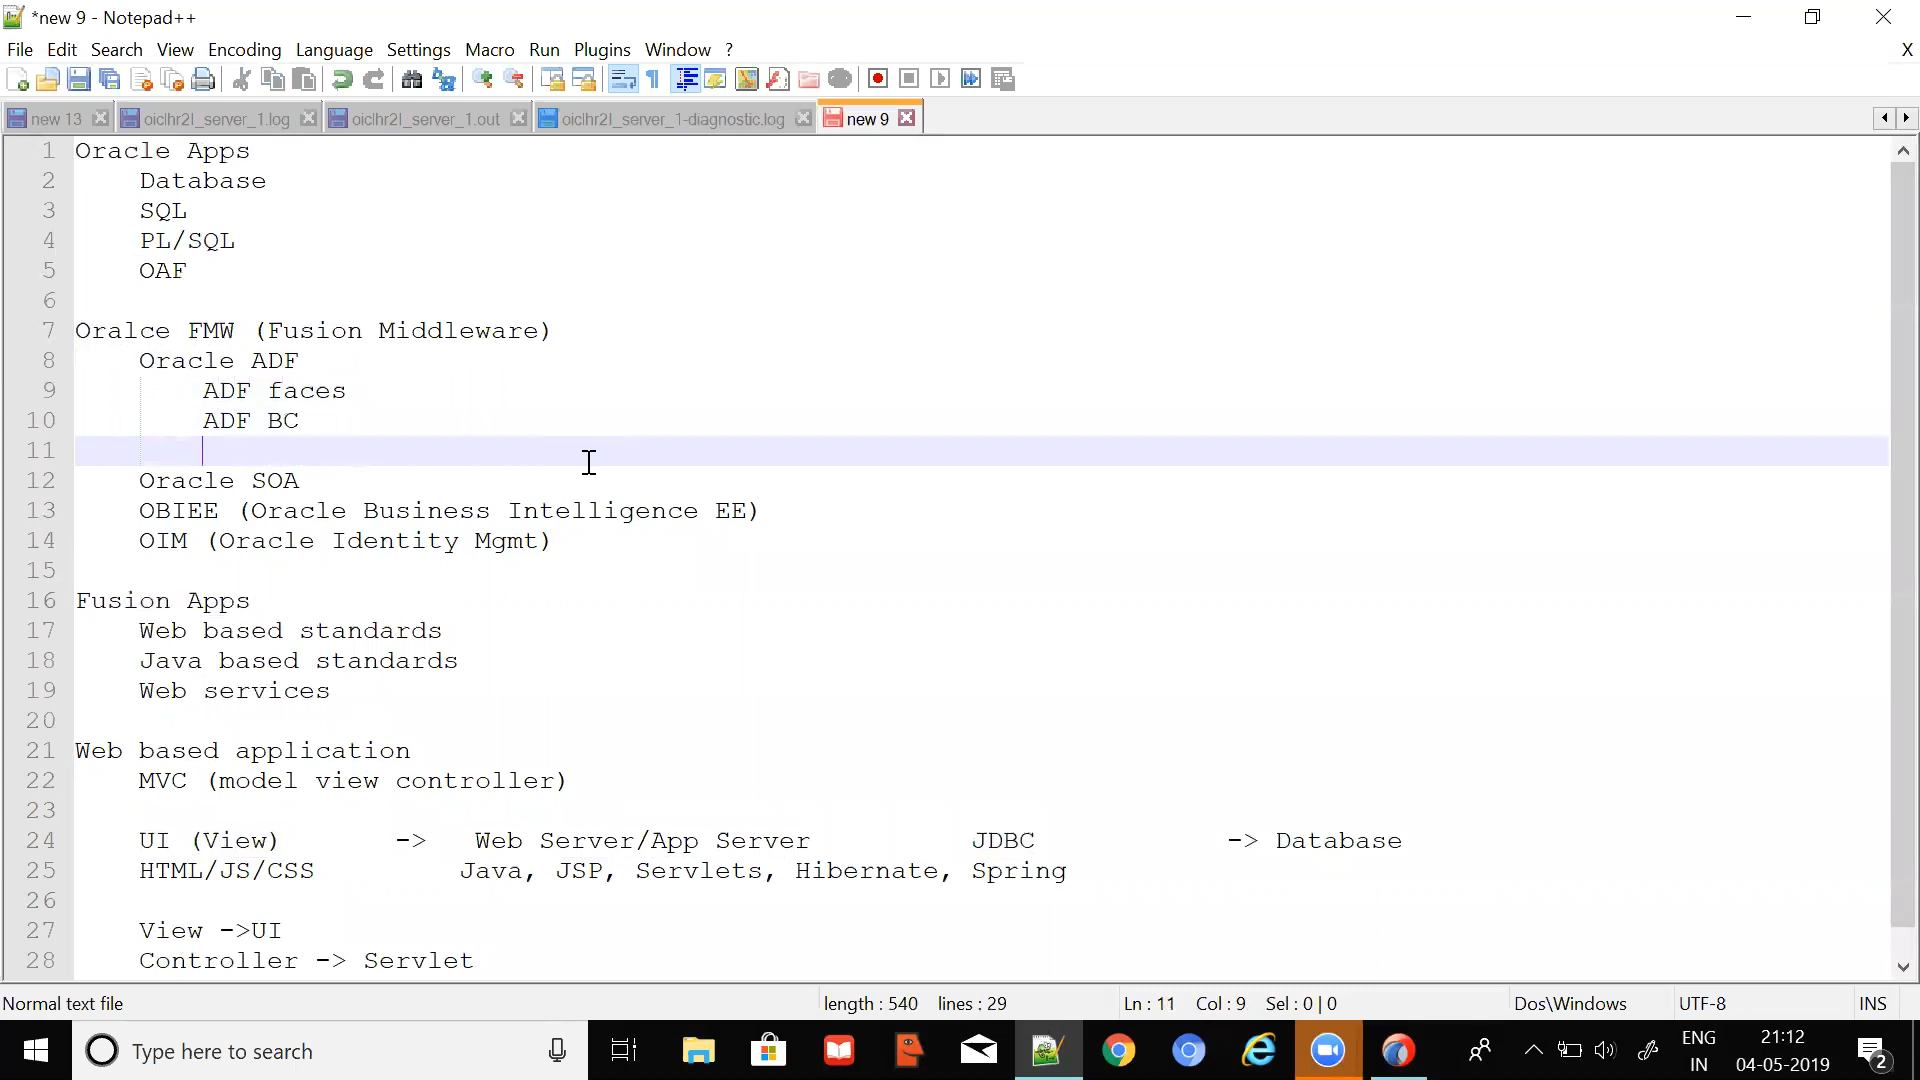 *new 9 - Notepad++
File Edit Search View Encoding Language Settings Macro Run Plugins Window ?
X
new 13 oiclhr2l_server_1.log oiclhr2l_server_1.out oiclhr2l_server_1-diagnostic.log new 9
1 Oracle Apps
2 Database
3 SQL
4 PL/SQL
5 OAF
6
7 Oralce FMW (Fusion Middleware)
8 Oracle ADF
9 ADF faces
10 ADF BC
11
12 Oracle SOA
13 OBIEE (Oracle Business Intelligence EE)
14 OIM (Oracle Identity Mgmt)
15
16 Fusion Apps
17 Web based standards
18 Java based standards
19 Web services
20
21 Web based application
22 MVC (model view controller)
23
24 UI (View) -> Web Server/App Server JDBC -> Database
25 HTML/JS/CSS Java, JSP, Servlets, Hibernate, Spring
26
27 View ->UI
28 Controller -> Servlet
Normal text file length : 540 lines : 29 Ln : 11 Col : 9 Sel : 0 | 0 Dos\Windows UTF-8 INS
Type here to search
ENG
IN
21:12
04-05-2019
2